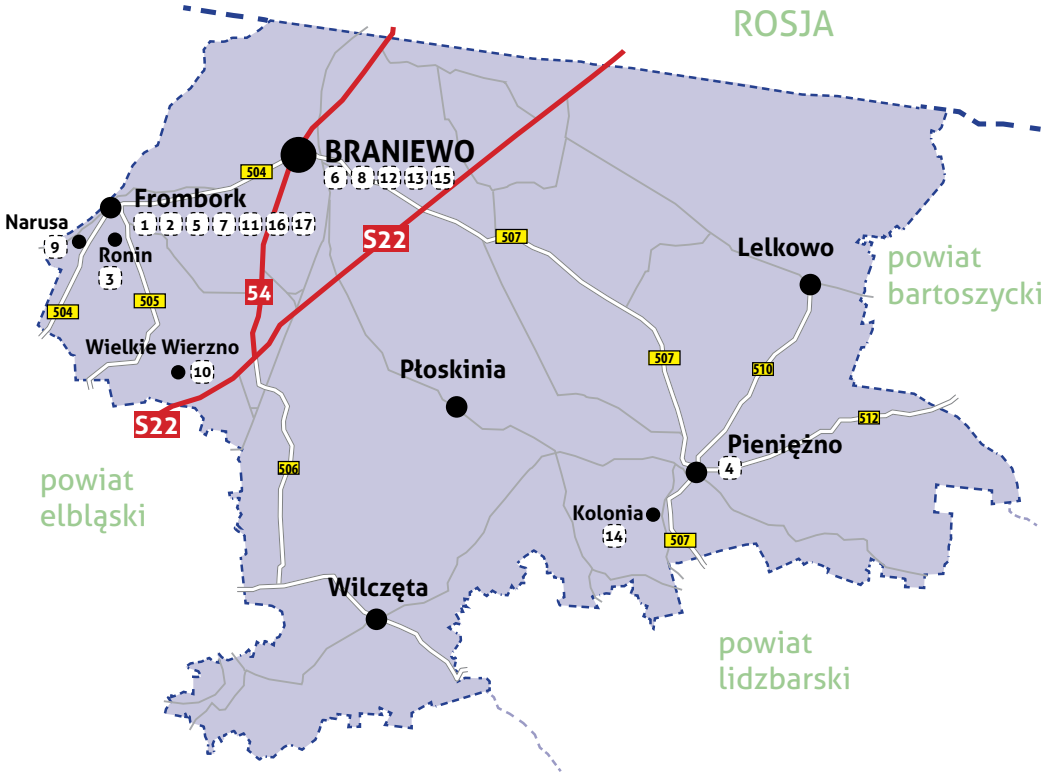 ROSJA
BRANIEWO
504
6 8 12 13 15
Frombork
Narusa
1 2 5 7 11 16 17
9
S22
507
Ronin
Lelkowo
powiat
bartoszycki
3
54
505
504
Wielkie Wierzno
507
10
Płoskinia
510
S22
512
Pieniężno
4
506
powiat
elbląski
Kolonia
14
507
Wilczęta
powiat
lidzbarski